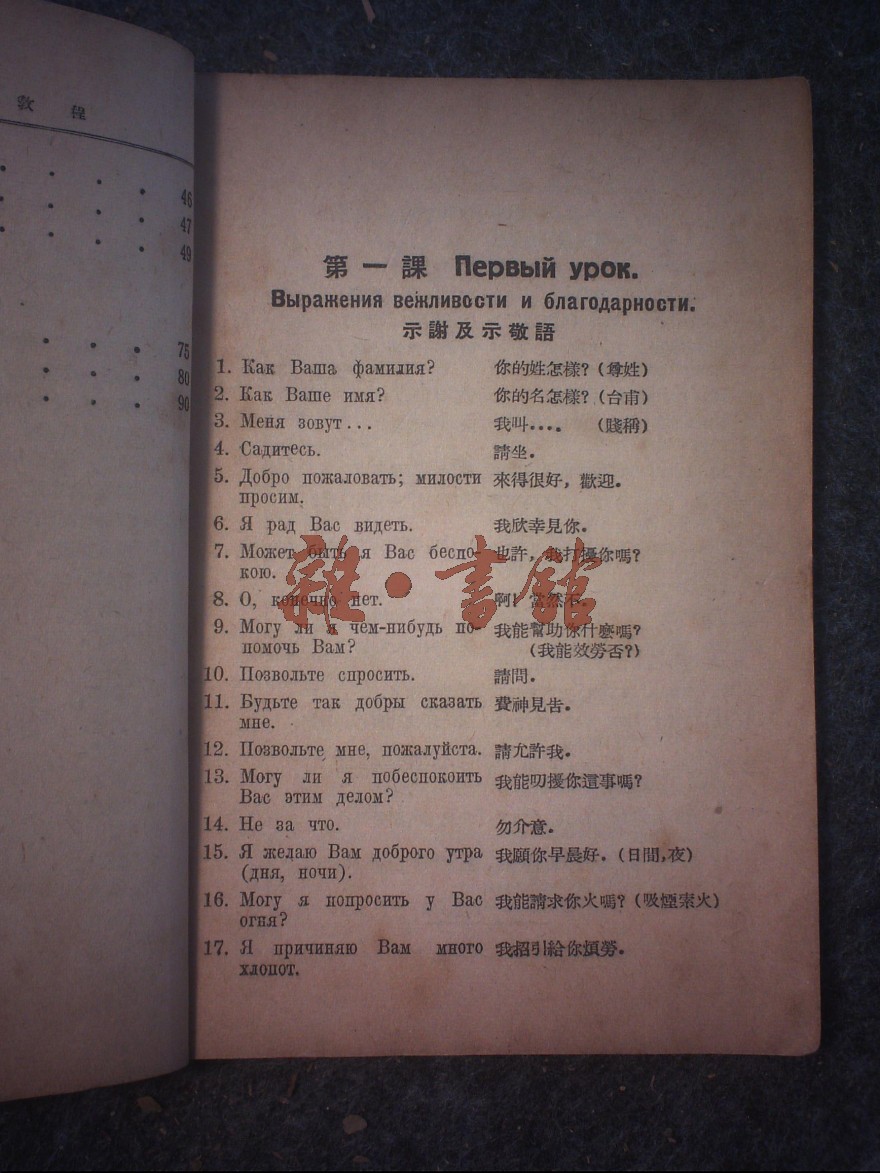 教程
46
47
49
75
80
90
第一課 Первый урок.
Выражения вежливости и благодарности.
示謝及示敬語
1. Как Ваша фамилия? 你的姓怎樣？(尊姓)
2. Как Ваше имя? 你的名怎樣？(台甫)
3. Меня зовут... 我叫.... (賤稱)
4. Садитесь. 請坐.
5. Добро пожаловать; милости 來得很好，歡迎.
просим.
6. Я рад Вас видеть. 我欣幸見你.
7. Может быть я Вас беспо- 也許，我打擾你嗎？
кою.
8. О, конечно нет. 啊！當然不.
9. Могу ли я чем-нибудь по- 我能幫助你什麼嗎？
помочь Вам? (我能效勞否？)
10. Позвольте спросить. 請問.
11. Будьте так добры сказать 費神見告.
мне.
12. Позвольте мне, пожалуйста. 請允許我.
13. Могу ли я побеспокоить 我能叨擾你這事嗎？
Вас этим делом?
14. Не за что. 勿介意.
15. Я желаю Вам доброго утра 我願你早晨好.(日間,夜)
(дня, ночи).
16. Могу я попросить у Вас 我能請求你火嗎？(吸煙索火)
огня?
17. Я причиняю Вам много 我招引給你煩勞.
хлопот.
雜·書館